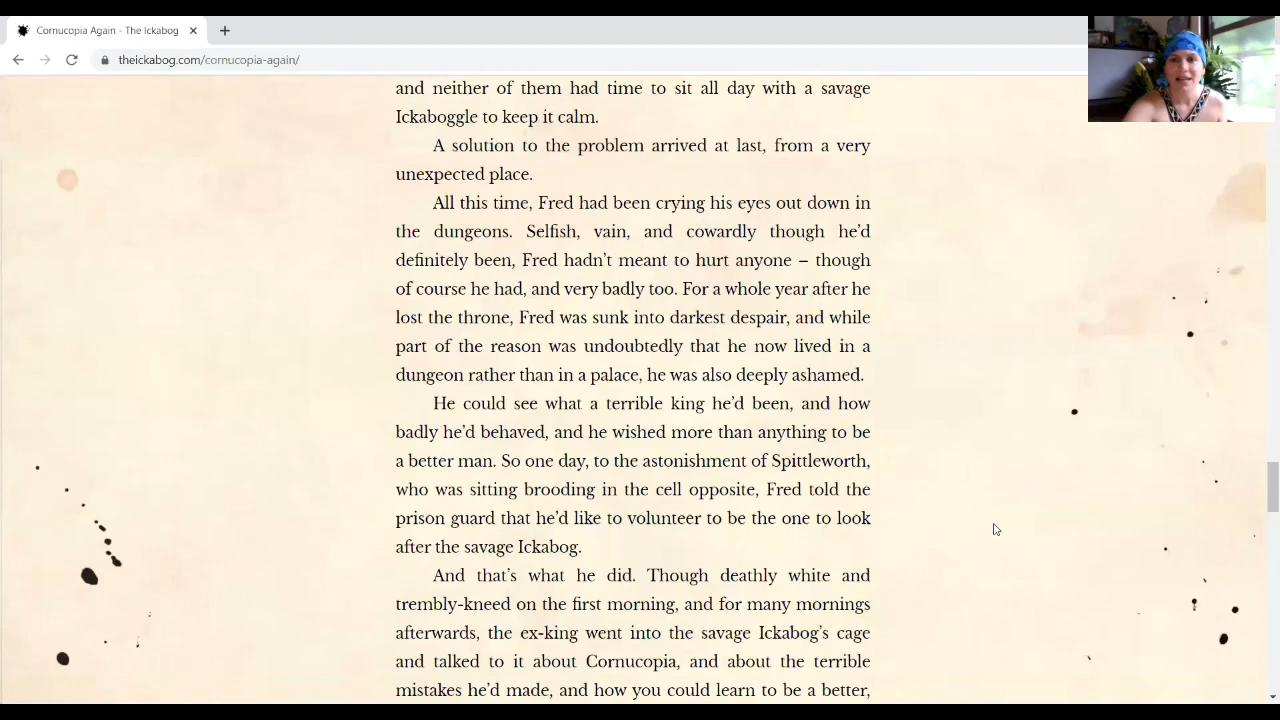 Cornucopia Again - The Ickabog
theickabog.com/cornucopia-again/
and neither of them had time to sit all day with a savage
Ickaboggle to keep it calm.
A solution to the problem arrived at last, from a very
unexpected place.
All this time, Fred had been crying his eyes out down in
the dungeons. Selfish, vain, and cowardly though he’d
definitely been, Fred hadn’t meant to hurt anyone – though
of course he had, and very badly too. For a whole year after he
lost the throne, Fred was sunk into darkest despair, and while
part of the reason was undoubtedly that he now lived in a
dungeon rather than in a palace, he was also deeply ashamed.
He could see what a terrible king he’d been, and how
badly he’d behaved, and he wished more than anything to be
a better man. So one day, to the astonishment of Spittleworth,
who was sitting brooding in the cell opposite, Fred told the
prison guard that he’d like to volunteer to be the one to look
after the savage Ickabog.
And that’s what he did. Though deathly white and
trembly-kneed on the first morning, and for many mornings
afterwards, the ex-king went into the savage Ickabog’s cage
and talked to it about Cornucopia, and about the terrible
mistakes he’d made, and how you could learn to be a better,